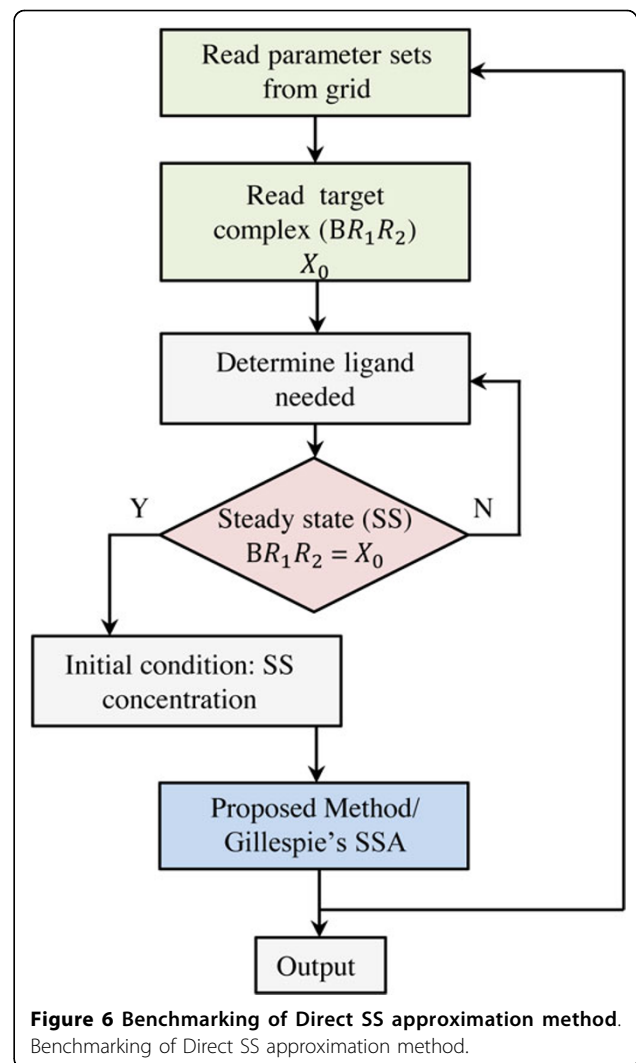 Read parameter sets
from grid
Read target
complex (BR₁R₂)
X₀
Determine ligand
needed
Y
N
Steady state (SS)
BR₁R₂ = X₀
Initial condition: SS
concentration
Proposed Method/
Gillespie's SSA
Output
Figure 6 Benchmarking of Direct SS approximation method.
Benchmarking of Direct SS approximation method.